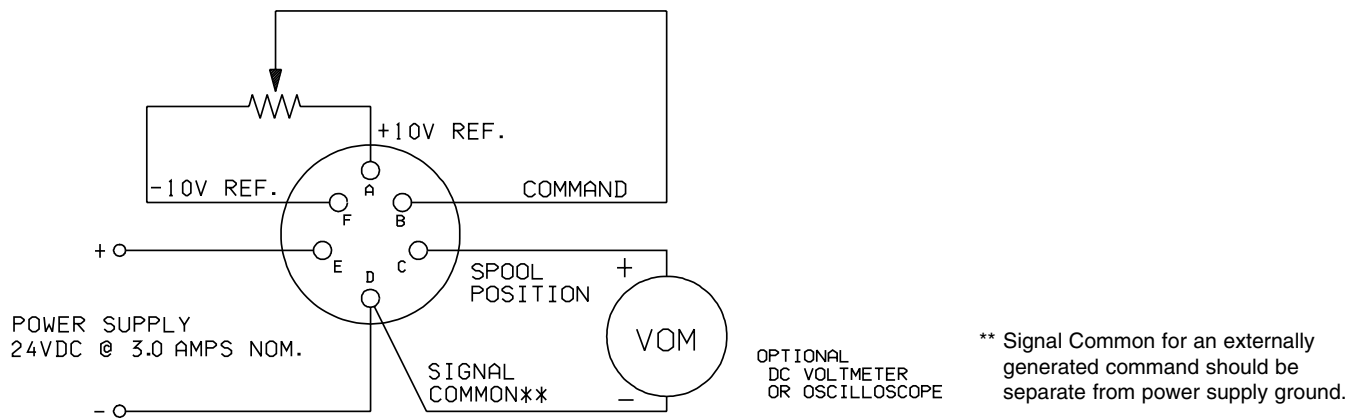 +10V REF.
-10V REF.
COMMAND
A
F
B
E
C
D
+
SPOOL
POSITION
+
VOM
-
POWER SUPPLY
24VDC @ 3.0 AMPS NOM.
SIGNAL
COMMON**
-
OPTIONAL
DC VOLTMETER
OR OSCILLOSCOPE
** Signal Common for an externally
generated command should be
separate from power supply ground.